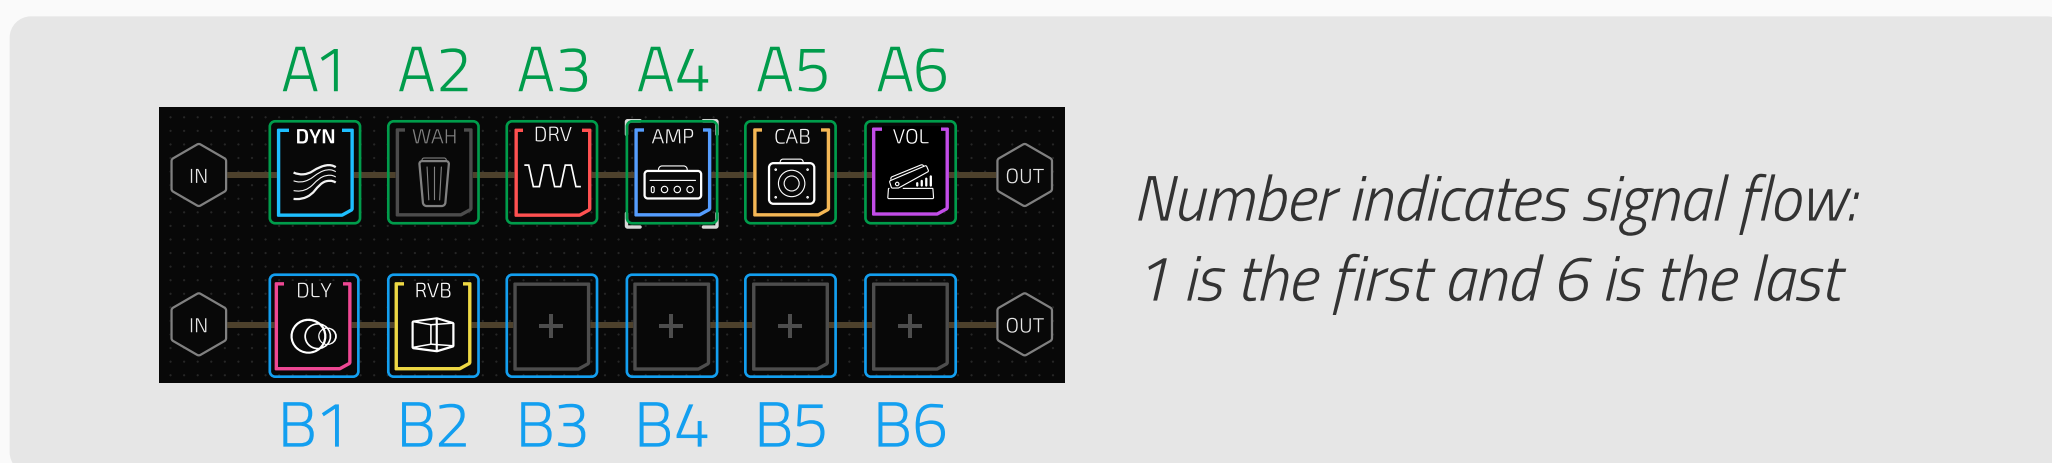 A1 A2 A3 A4 A5 A6
DYN WAH DRV AMP CAB VOL
IN OUT
Number indicates signal flow:
1 is the first and 6 is the last
DLY RVB + + + +
IN OUT
B1 B2 B3 B4 B5 B6